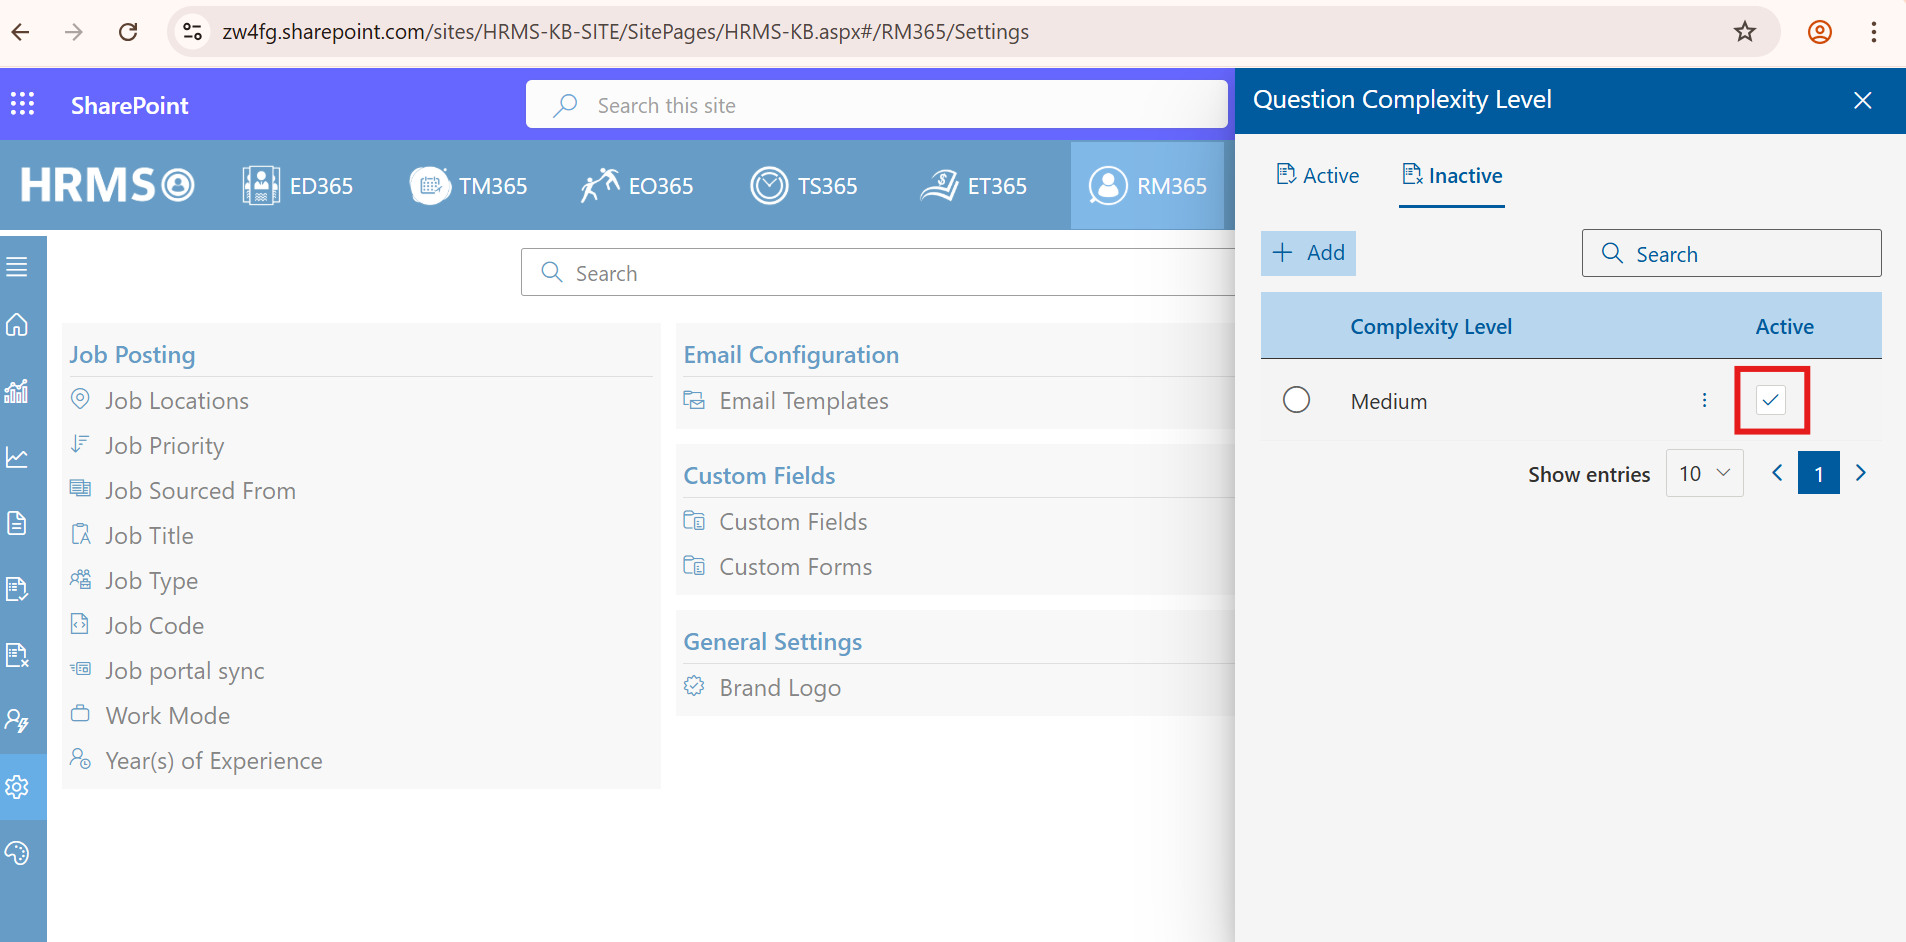 zw4fg.sharepoint.com/sites/HRMS-KB-SITE/SitePages/HRMS-KB.aspx#/RM365/Settings
SharePoint
Search this site
HRMS
ED365
TM365
EO365
TS365
ET365
RM365
Search
Job Posting
Job Locations
Job Priority
Job Sourced From
Job Title
Job Type
Job Code
Job portal sync
Work Mode
Year(s) of Experience
Email Configuration
Email Templates
Custom Fields
Custom Fields
Custom Forms
General Settings
Brand Logo
Question Complexity Level
Active
Inactive
Add
Search
Complexity Level
Active
Medium
Show entries
10
1